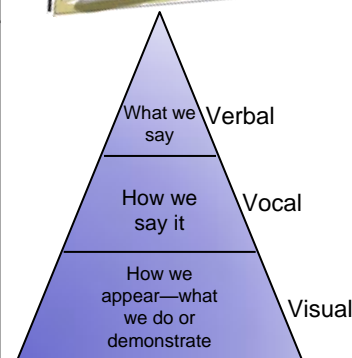 What we
say
Verbal
How we
say it
Vocal
How we
appear—what
we do or
demonstrate
Visual